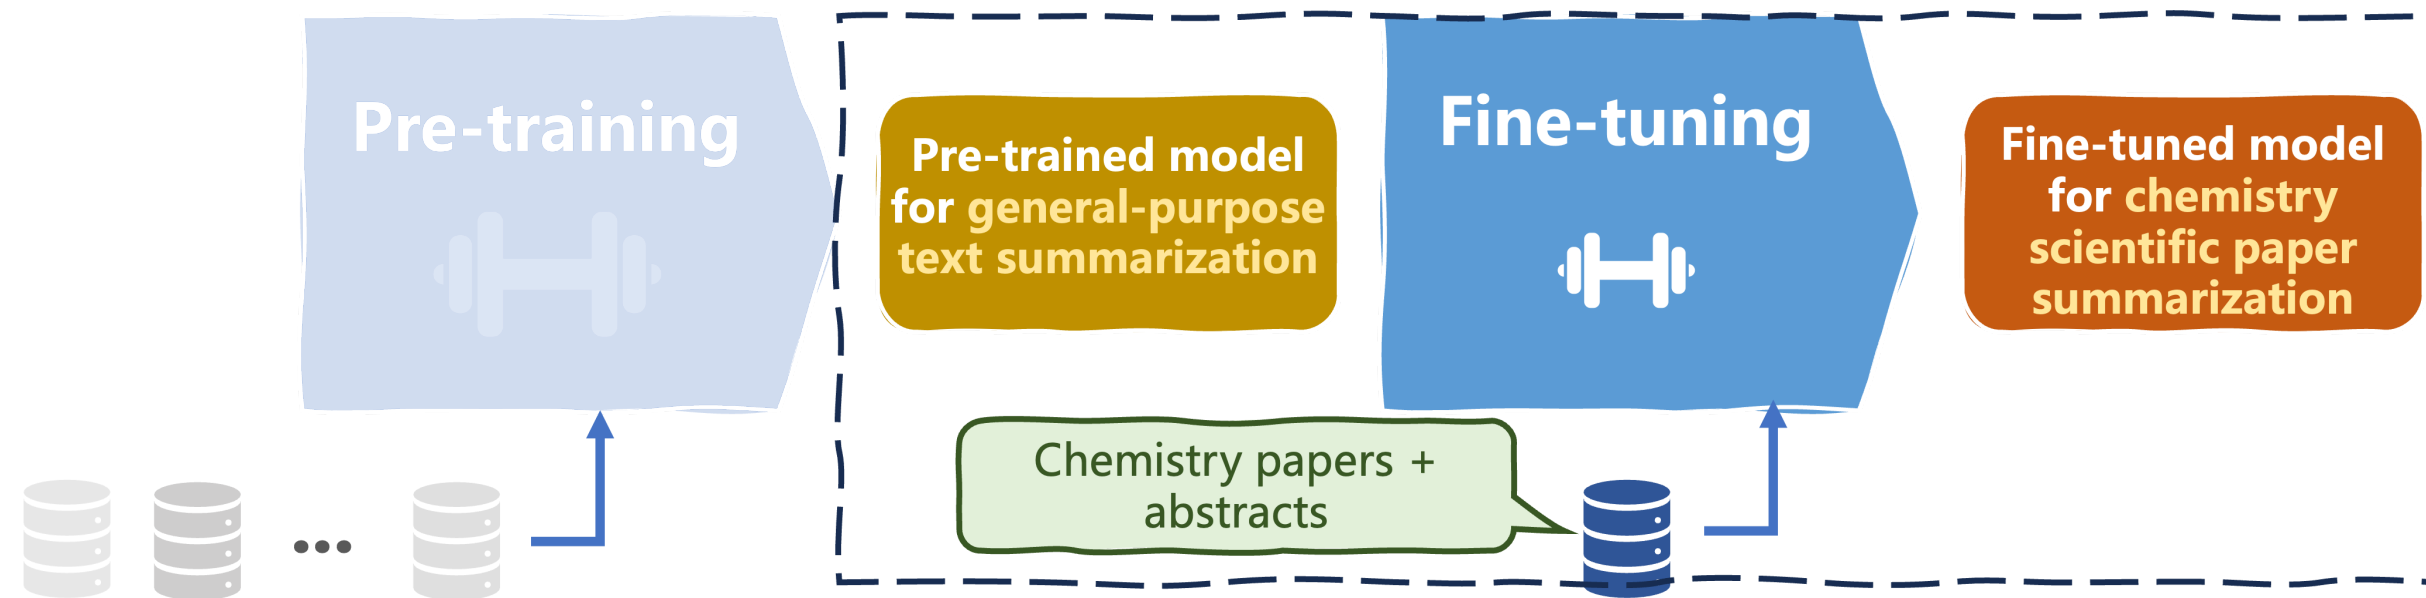 Pre-training
Pre-trained model
for general-purpose
text summarization
Fine-tuning
Fine-tuned model
for chemistry
scientific paper
summarization
Chemistry papers +
abstracts